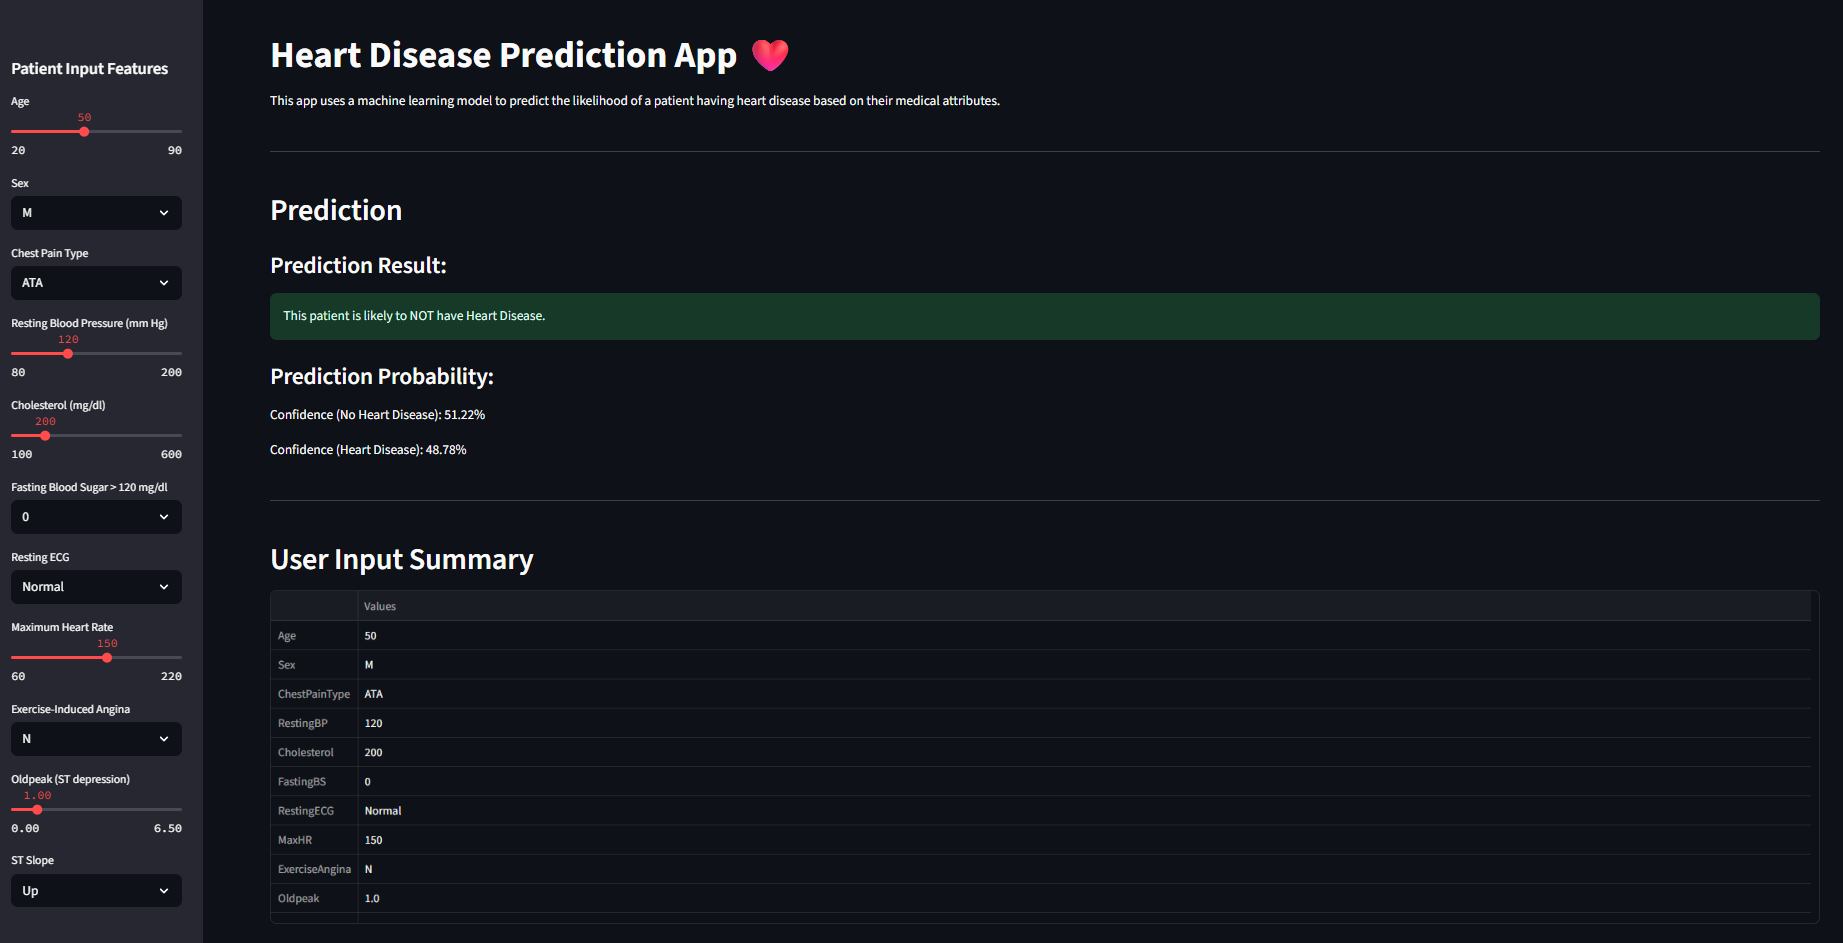 Patient Input Features
Age
50
20 90
Sex
M
Chest Pain Type
ATA
Resting Blood Pressure (mm Hg)
120
80 200
Cholesterol (mg/dl)
200
100 600
Fasting Blood Sugar > 120 mg/dl
0
Resting ECG
Normal
Maximum Heart Rate
150
60 220
Exercise-Induced Angina
N
Oldpeak (ST depression)
1.00
0.00 6.50
ST Slope
Up
Heart Disease Prediction App
This app uses a machine learning model to predict the likelihood of a patient having heart disease based on their medical attributes.
Prediction
Prediction Result:
This patient is likely to NOT have Heart Disease.
Prediction Probability:
Confidence (No Heart Disease): 51.22%
Confidence (Heart Disease): 48.78%
User Input Summary
Values
Age 50
Sex M
ChestPainType ATA
RestingBP 120
Cholesterol 200
FastingBS 0
RestingECG Normal
MaxHR 150
ExerciseAngina N
Oldpeak 1.0